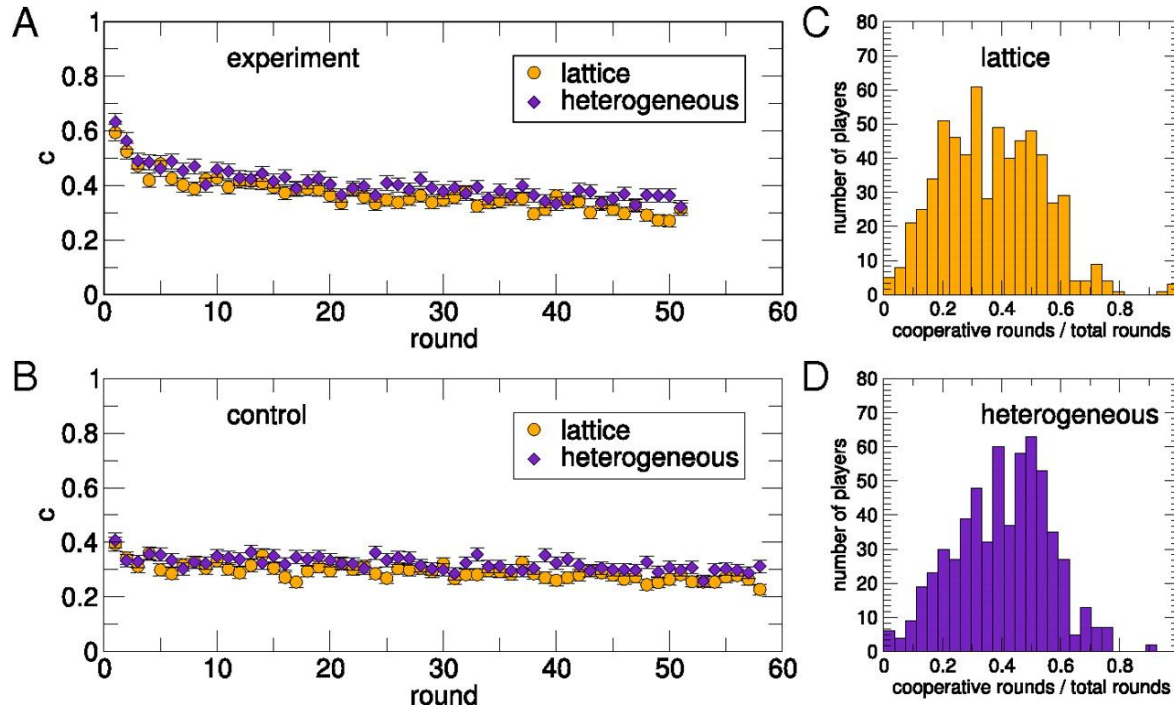 A
1
0.8
0.6
0.4
0.2
0
c
experiment
lattice
heterogeneous
0 10 20 30 40 50 60
round
B
1
0.8
0.6
0.4
0.2
0
c
control
lattice
heterogeneous
0 10 20 30 40 50 60
round
C
80
70
60
50
40
30
20
10
0
number of players
lattice
0 0.2 0.4 0.6 0.8
cooperative rounds / total rounds
D
80
70
60
50
40
30
20
10
0
number of players
heterogeneous
0 0.2 0.4 0.6 0.8
cooperative rounds / total rounds